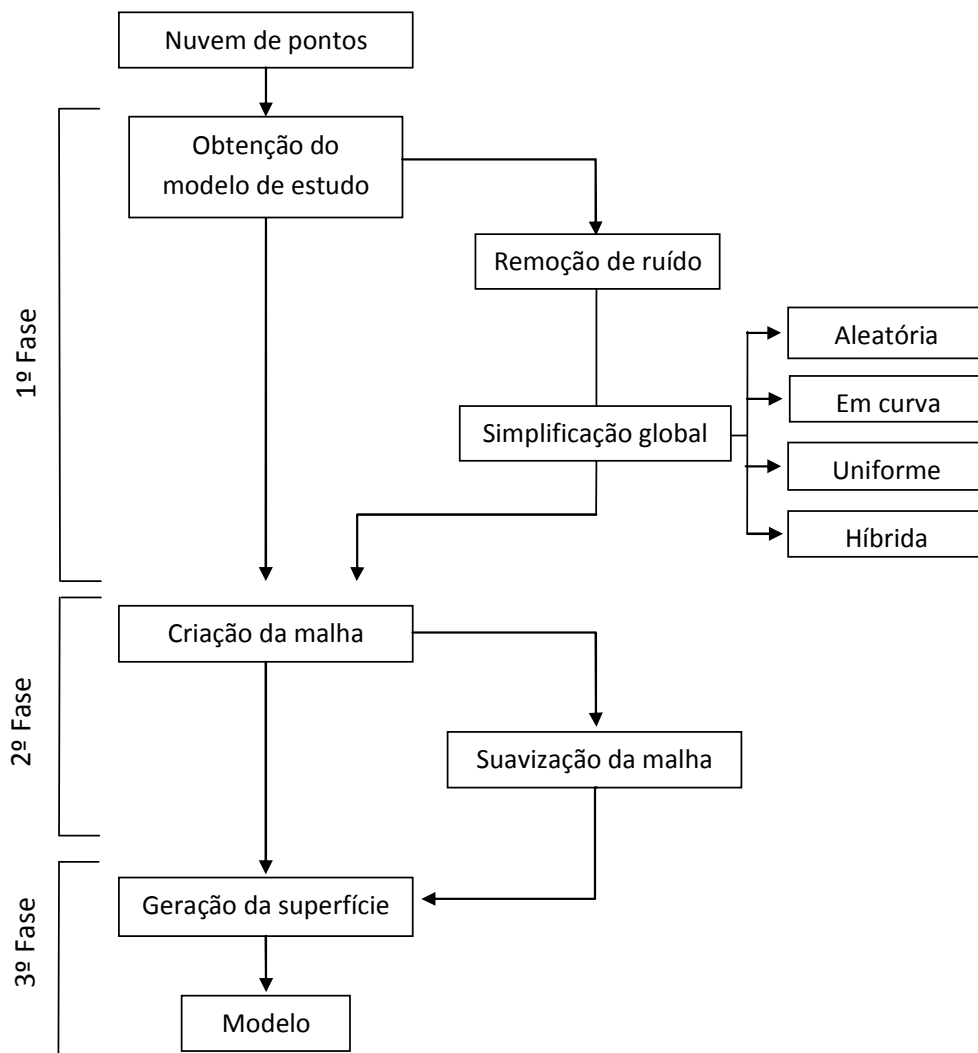 Nuvem de pontos
1º Fase
Obtenção do
modelo de estudo
Remoção de ruído
Simplificação global
Aleatória
Em curva
Uniforme
Híbrida
2º Fase
Criação da malha
Suavização da malha
3º Fase
Geração da superfície
Modelo